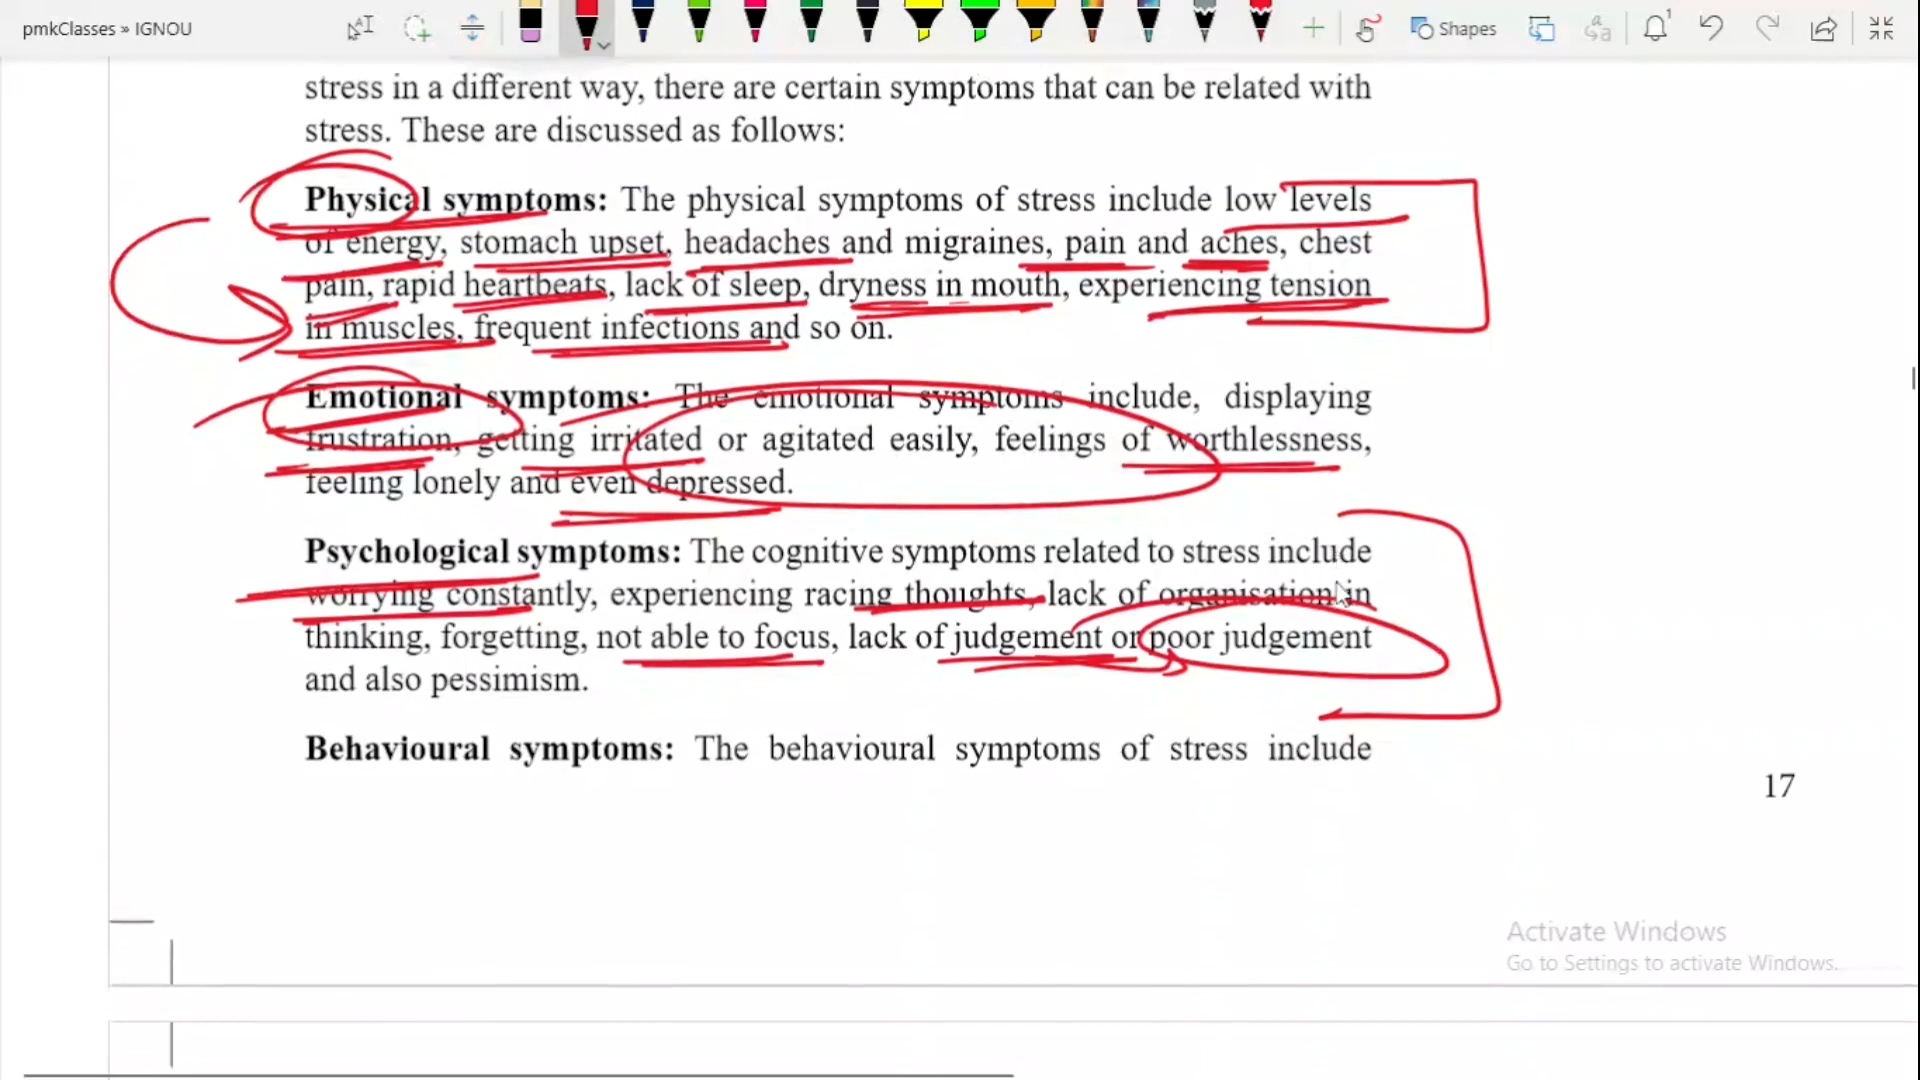 pmkClasses » IGNOU
Shapes
stress in a different way, there are certain symptoms that can be related with
stress. These are discussed as follows:
Physical symptoms: The physical symptoms of stress include low levels
of energy, stomach upset, headaches and migraines, pain and aches, chest
pain, rapid heartbeats, lack of sleep, dryness in mouth, experiencing tension
in muscles, frequent infections and so on.
Emotional symptoms: The emotional symptoms include, displaying
frustration, getting irritated or agitated easily, feelings of worthlessness,
feeling lonely and even depressed.
Psychological symptoms: The cognitive symptoms related to stress include
worrying constantly, experiencing racing thoughts, lack of organisation in
thinking, forgetting, not able to focus, lack of judgement or poor judgement
and also pessimism.
Behavioural symptoms: The behavioural symptoms of stress include
17
Activate Windows
Go to Settings to activate Windows.